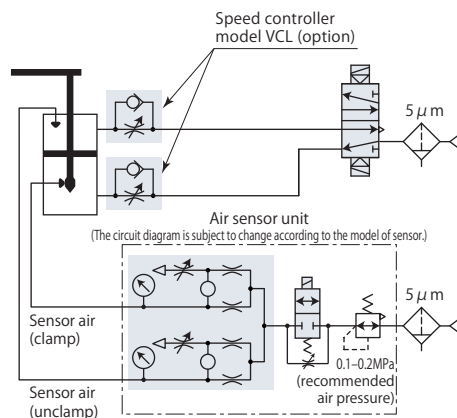 Speed controller
model VCL (option)
5 μm
Air sensor unit
(The circuit diagram is subject to change according to the model of sensor.)
5 μm
Sensor air
(clamp)
0.1–0.2MPa
(recommended
air pressure)
Sensor air
(unclamp)